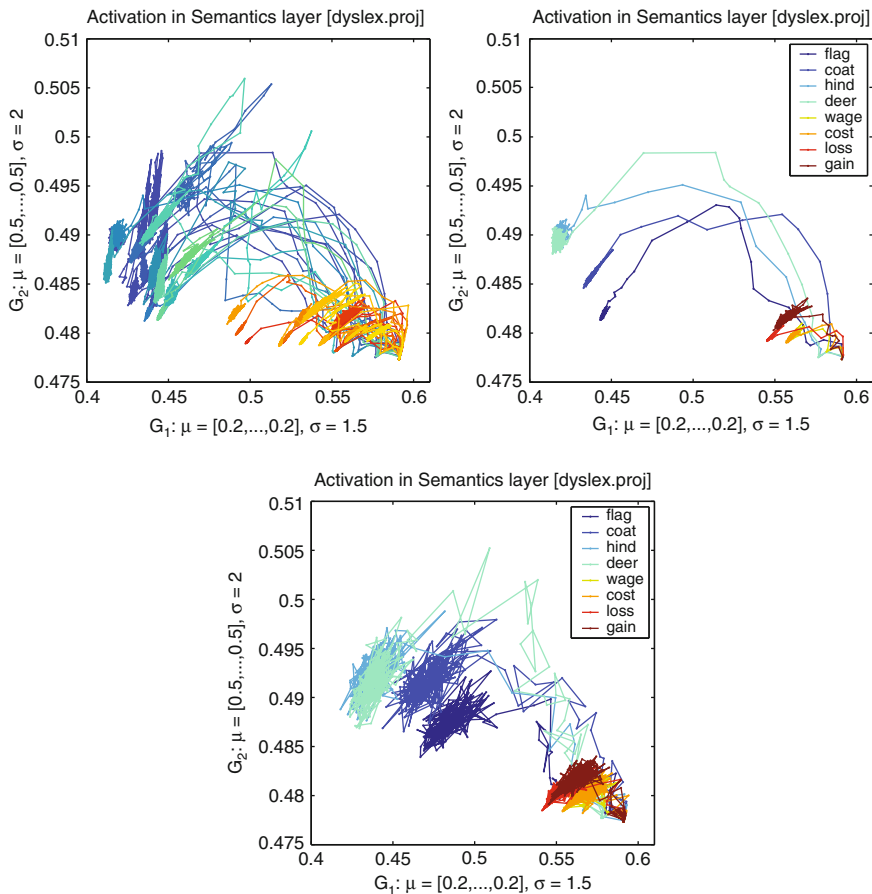 Activation in Semantics layer [dyslex.proj]
0.51
0.505
0.5
0.495
0.49
0.485
0.48
0.475
G₂: μ = [0.5,...,0.5], σ = 2
0.4
0.45
0.5
0.55
0.6
G₁: μ = [0.2,...,0.2], σ = 1.5
Activation in Semantics layer [dyslex.proj]
0.51
0.505
0.5
0.495
0.49
0.485
0.48
0.475
G₂: μ = [0.5,...,0.5], σ = 2
flag
coat
hind
deer
wage
cost
loss
gain
0.4
0.45
0.5
0.55
0.6
G₁: μ = [0.2,...,0.2], σ = 1.5
Activation in Semantics layer [dyslex.proj]
0.51
0.505
0.5
0.495
0.49
0.485
0.48
0.475
G₂: μ = [0.5,...,0.5], σ = 2
flag
coat
hind
deer
wage
cost
loss
gain
0.4
0.45
0.5
0.55
0.6
G₁: μ = [0.2,...,0.2], σ = 1.5